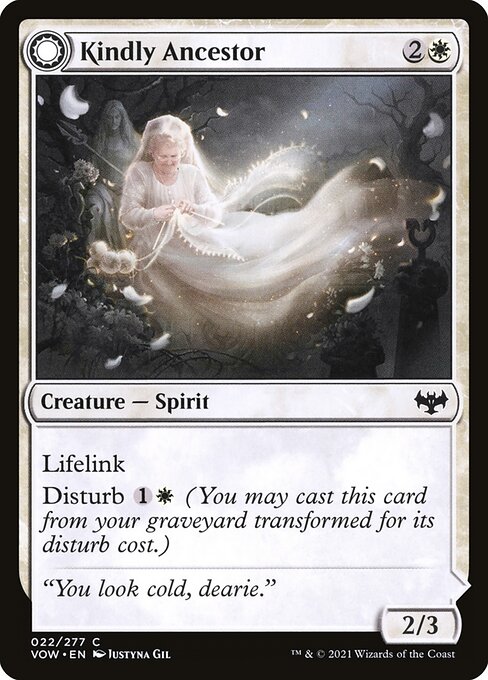 Kindly Ancestor 2
Creature — Spirit
Lifelink
Disturb 1 (You may cast this card
from your graveyard transformed for its
disturb cost.)
“You look cold, dearie.”
2/3
022/277 C
VOW • EN Justyna Gil
™ & © 2021 Wizards of the Coast